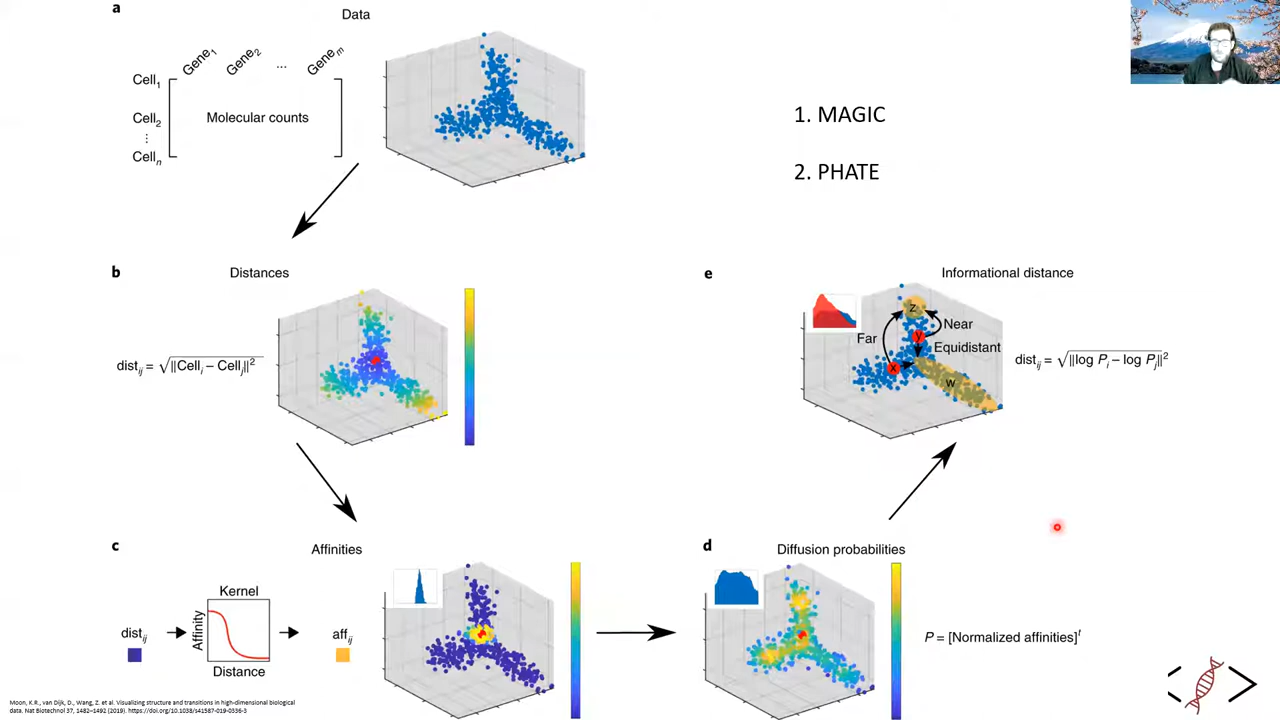 a
Data
Gene1 Gene2 ... Genem
Cell1
Cell2
⋮
Celln
Molecular counts
1. MAGIC
2. PHATE
b
Distances
distij = √‖Celli – Cellj‖²
e
Informational distance
z
Near
Far
y
Equidistant
x
w
distij = √‖log Pi – log Pj‖²
c
Affinities
Kernel
Affinity
Distance
distij
affij
d
Diffusion probabilities
P = [Normalized affinities]t
Moon, K.R., van Dijk, D., Wang, Z. et al. Visualizing structure and transitions in high-dimensional biological
data. Nat Biotechnol 37, 1482–1492 (2019). https://doi.org/10.1038/s41587-019-0336-3